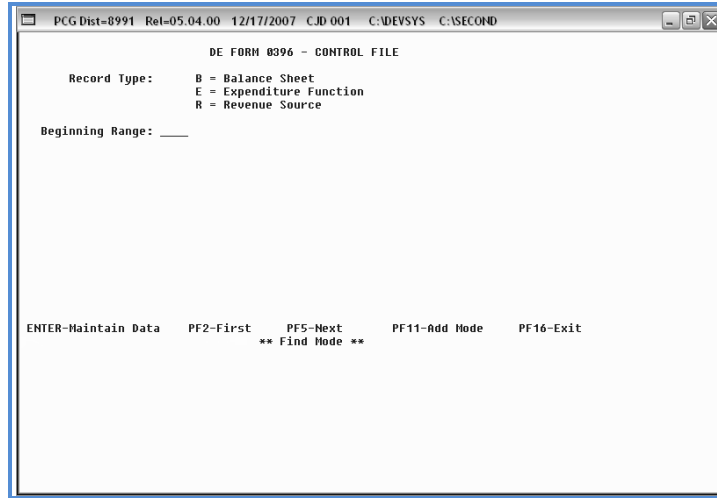 PCG Dist=8991 Rel=05.04.00 12/17/2007 CJD 001 C:\DEVSYS C:\SECOND
DE FORM 0396 - CONTROL FILE
Record Type: B = Balance Sheet
E = Expenditure Function
R = Revenue Source
Beginning Range: ____
ENTER-Maintain Data PF2-First PF5-Next PF11-Add Mode PF16-Exit
** Find Mode **